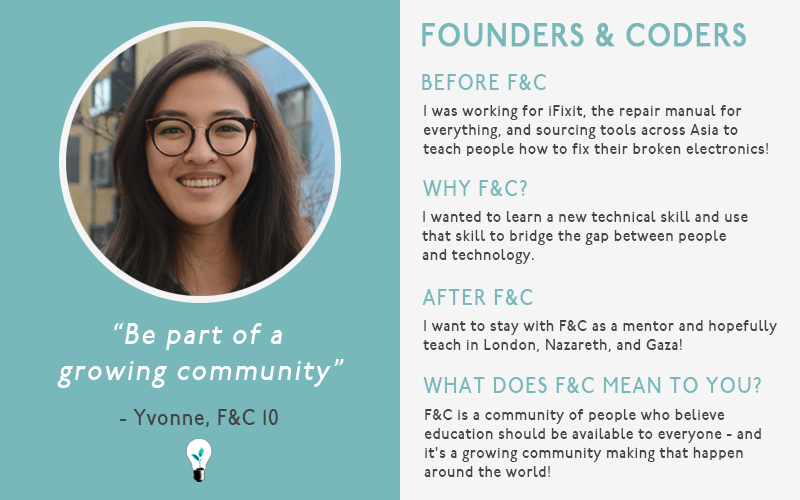 “Be part of a
growing community”
- Yvonne, F&C 10
FOUNDERS & CODERS
BEFORE F&C
I was working for iFixit, the repair manual for
everything, and sourcing tools across Asia to
teach people how to fix their broken electronics!
WHY F&C?
I wanted to learn a new technical skill and use
that skill to bridge the gap between people
and technology.
AFTER F&C
I want to stay with F&C as a mentor and hopefully
teach in London, Nazareth, and Gaza!
WHAT DOES F&C MEAN TO YOU?
F&C is a community of people who believe
education should be available to everyone - and
it's a growing community making that happen
around the world!